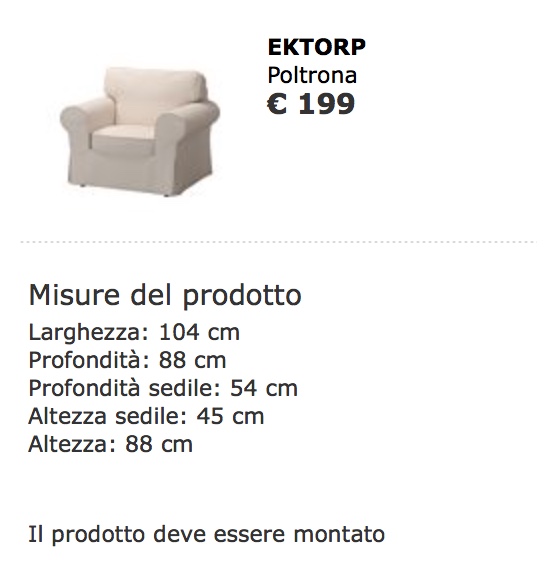 EKTORP
Poltrona
€ 199
Misure del prodotto
Larghezza: 104 cm
Profondità: 88 cm
Profondità sedile: 54 cm
Altezza sedile: 45 cm
Altezza: 88 cm
Il prodotto deve essere montato